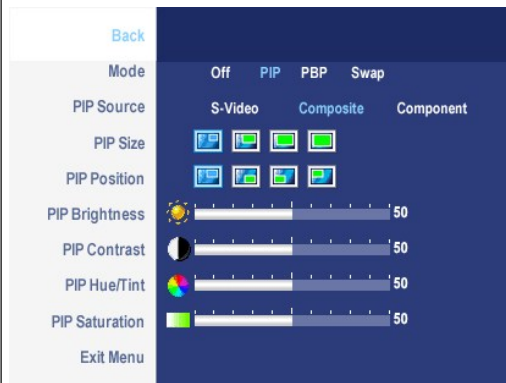 Back
Mode Off PIP PBP Swap
PIP Source S-Video Composite Component
PIP Size
PIP Position
PIP Brightness 50
PIP Contrast 50
PIP Hue/Tint 50
PIP Saturation 50
Exit Menu